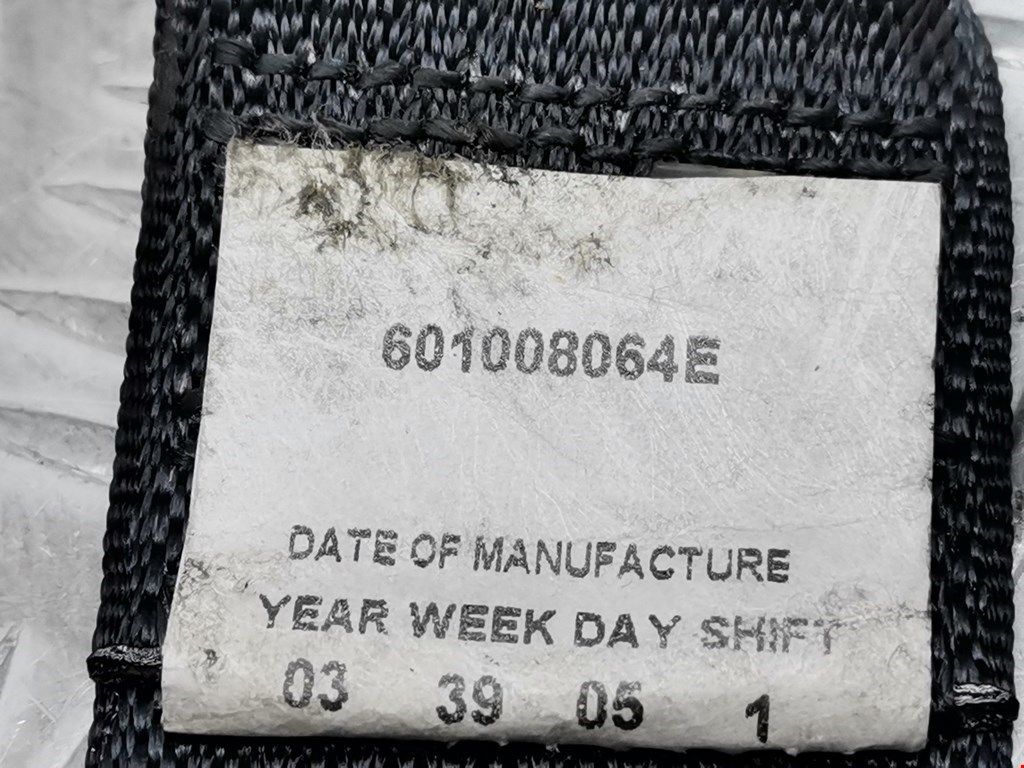 601008064E
DATE OF MANUFACTURE
YEAR WEEK DAY SHIFT
03 39 05 1